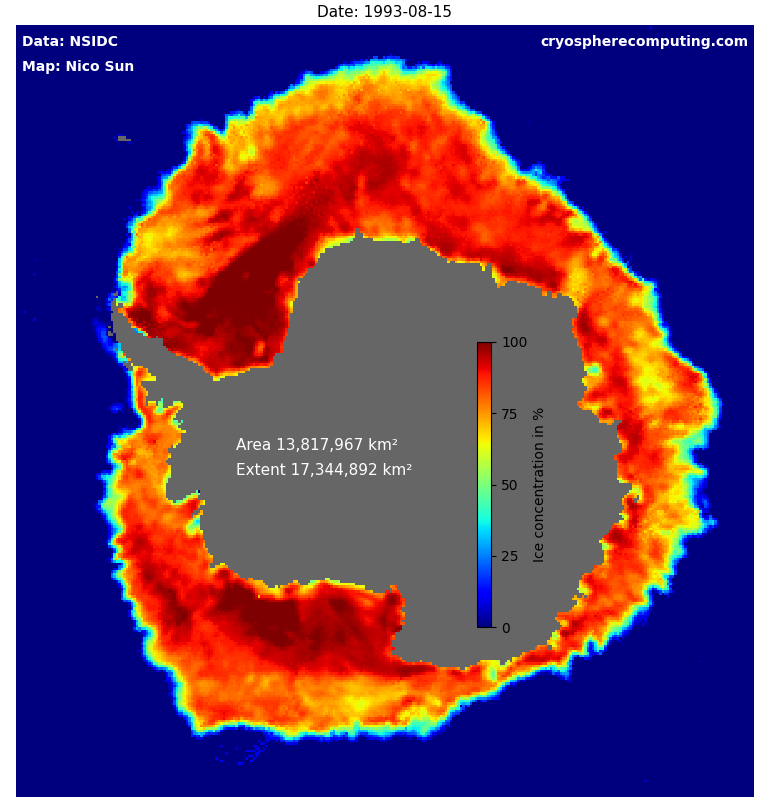 Date: 1993-08-15
Data: NSIDC
cryospherecomputing.com
Map: Nico Sun
100
75
50
25
0
Ice concentration in %
Area 13,817,967 km²
Extent 17,344,892 km²